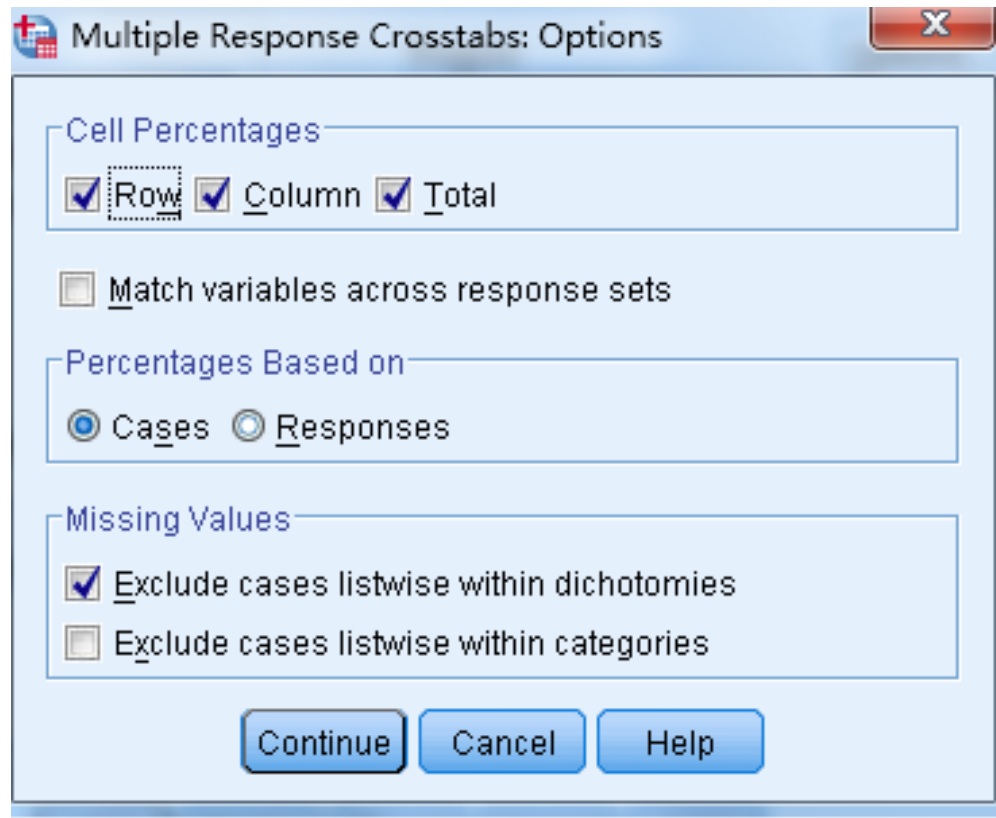 Multiple Response Crosstabs: Options
Cell Percentages
Row Column Total
Match variables across response sets
Percentages Based on
Cases Responses
Missing Values
Exclude cases listwise within dichotomies
Exclude cases listwise within categories
Continue Cancel Help